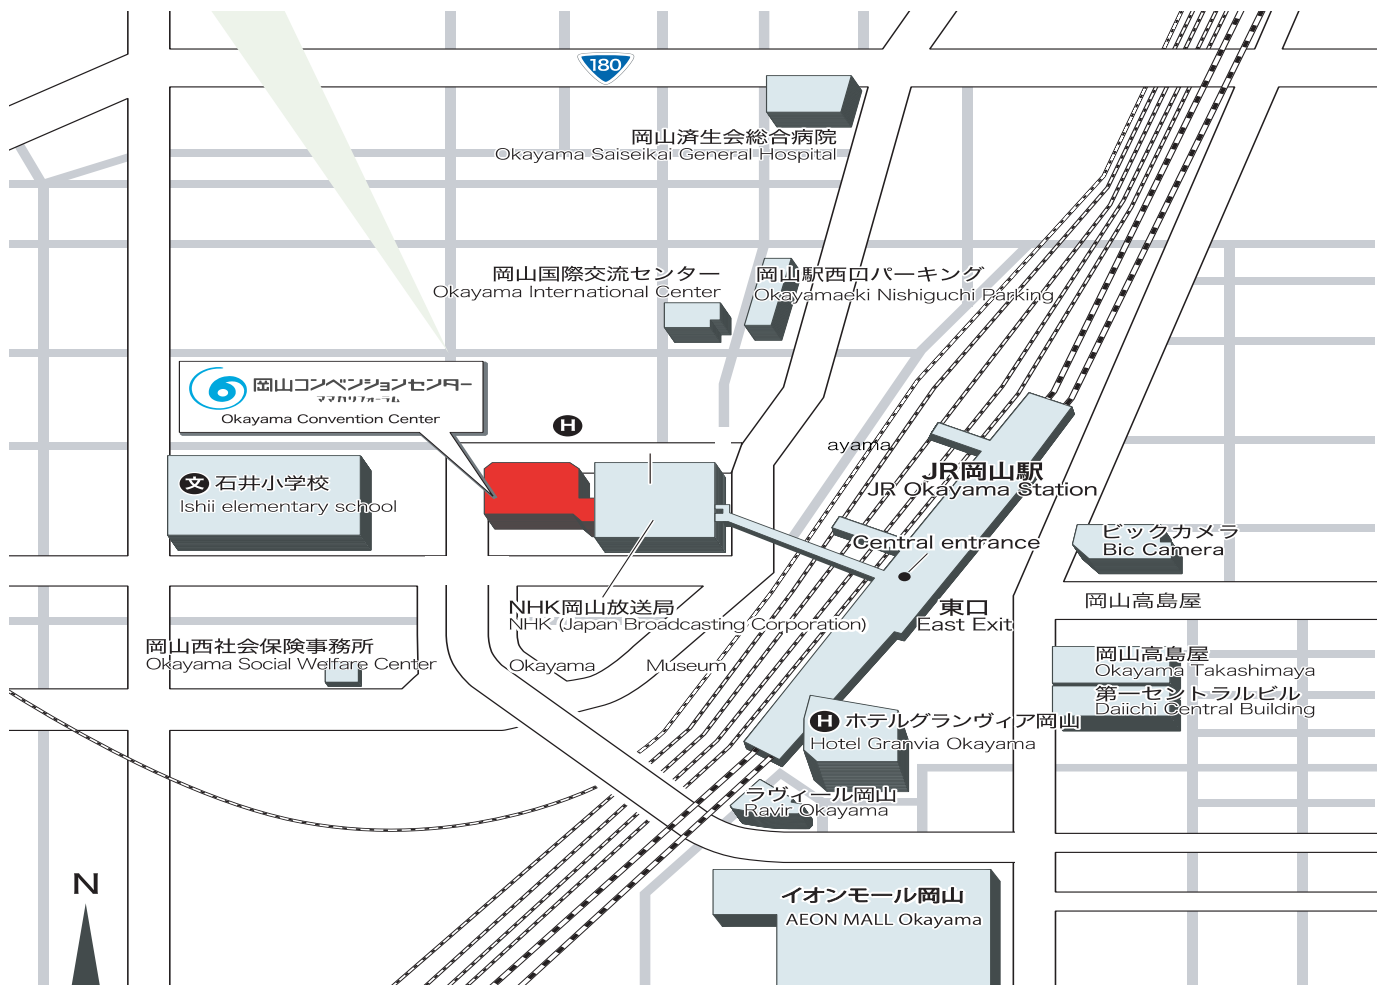 180
岡山済生会総合病院
Okayama Saiseikai General Hospital
岡山国際交流センター
Okayama International Center
岡山駅西口パーキング
Okayamaeki Nishiguchi Parking
岡山コンベンションセンター
ママカリフォーラム
Okayama Convention Center
H
ayama
文 石井小学校
Ishii elementary school
JR岡山駅
JR Okayama Station
Central entrance
ビックカメラ
Bic Camera
岡山高島屋
NHK岡山放送局
NHK (Japan Broadcasting Corporation)
東口
East Exit
岡山西社会保険事務所
Okayama Social Welfare Center
Okayama Museum
岡山高島屋
Okayama Takashimaya
第一セントラルビル
Daiichi Central Building
H ホテルグランヴィア岡山
Hotel Granvia Okayama
ラヴィール岡山
Ravir Okayama
N
イオンモール岡山
AEON MALL Okayama